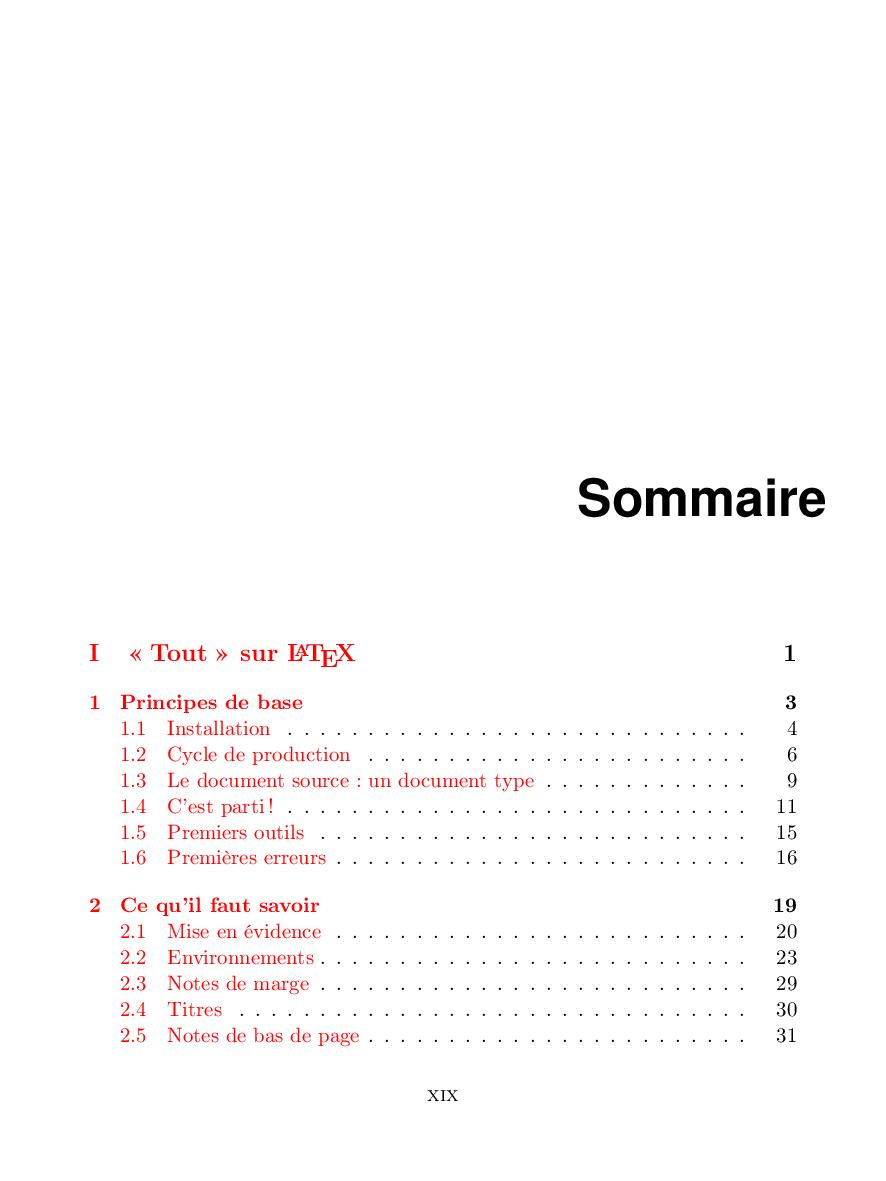 Sommaire
I « Tout » sur LATEX 1
1 Principes de base 3
1.1 Installation . . . . . . . . . . . . . . . . . . . . . . . . . . . . . 4
1.2 Cycle de production . . . . . . . . . . . . . . . . . . . . . . . . 6
1.3 Le document source : un document type . . . . . . . . . . . . . 9
1.4 C'est parti ! . . . . . . . . . . . . . . . . . . . . . . . . . . . . . 11
1.5 Premiers outils . . . . . . . . . . . . . . . . . . . . . . . . . . . 15
1.6 Premières erreurs . . . . . . . . . . . . . . . . . . . . . . . . . . 16
2 Ce qu'il faut savoir 19
2.1 Mise en évidence . . . . . . . . . . . . . . . . . . . . . . . . . . 20
2.2 Environnements . . . . . . . . . . . . . . . . . . . . . . . . . . . 23
2.3 Notes de marge . . . . . . . . . . . . . . . . . . . . . . . . . . . 29
2.4 Titres . . . . . . . . . . . . . . . . . . . . . . . . . . . . . . . . 30
2.5 Notes de bas de page . . . . . . . . . . . . . . . . . . . . . . . . 31
XIX